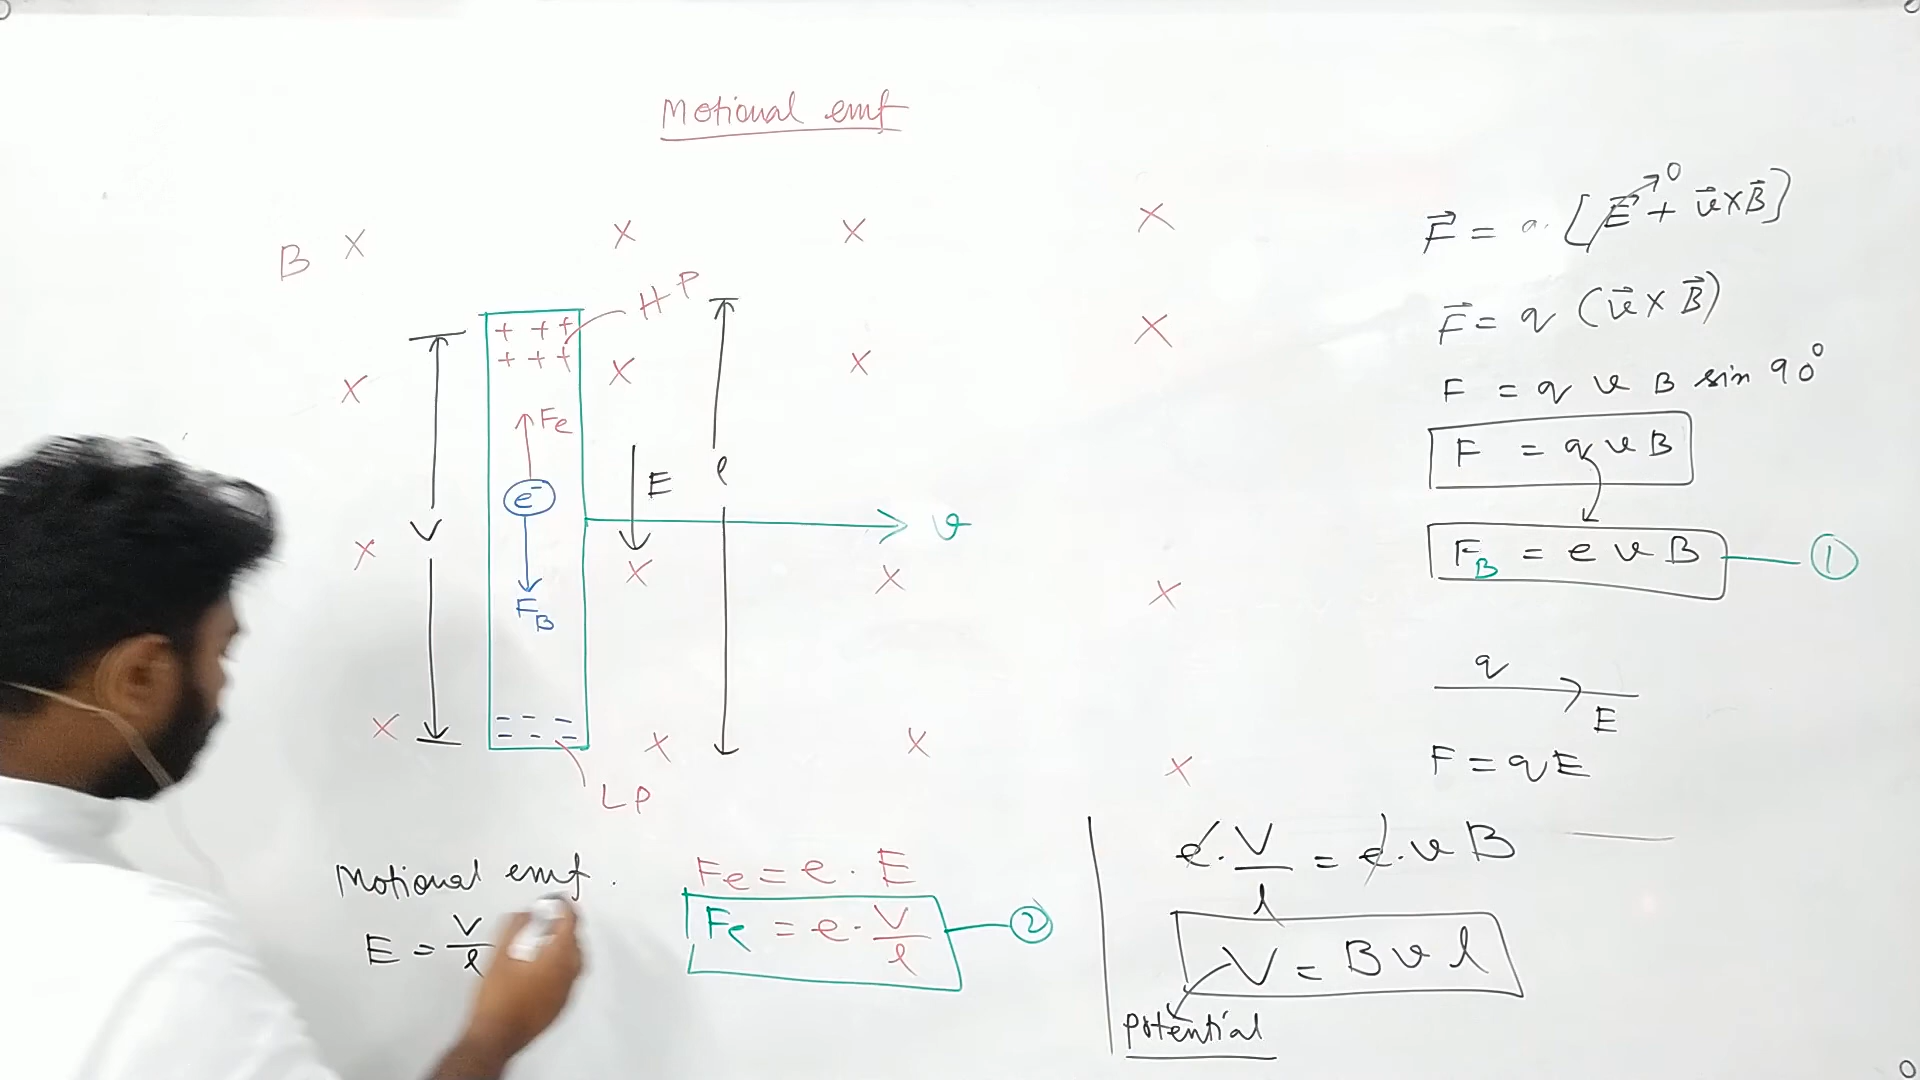 Motional emf
B X X X X
+ + +
+ + +
H P
X X X X
Fe
e⁻
E
l
V
v
F_B
X X X X
- - -
- - -
X X X X
L P
Motional emf.
E = V/l
Fe = e · E
Fe = e · V/l ②
F⃗ = q [E⃗ + v⃗ × B⃗] → 0
F⃗ = q (v⃗ × B⃗)
F = q v B sin 90°
F = q v B
F_B = e v B ①
q
E
F = qE
e · V/l = e · v B
V = B v l
Potential